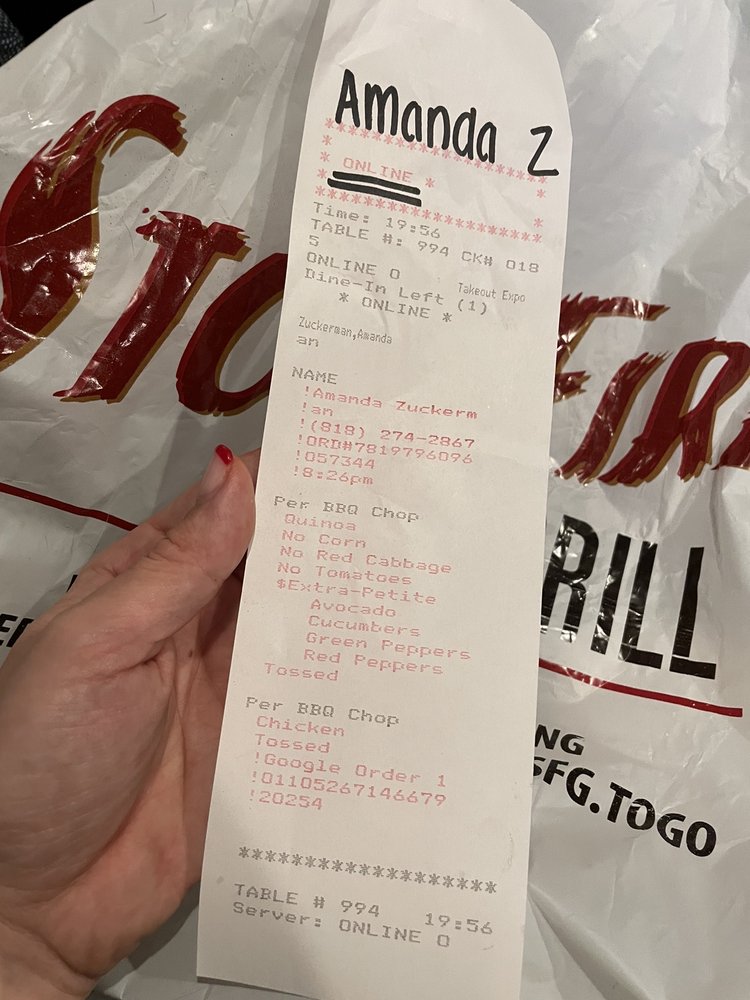 Amanda Z
*****************
* ONLINE *
*****************
Time: 19:56
TABLE #: 994 CK# 018
5
ONLINE O
Takeout Expo
Dine-In Left (1)
* ONLINE *
Zuckerman,Amanda
an
NAME
!Amanda Zuckerm
!an
!(818) 274-2867
!ORD#7819796096
!057344
!8:26pm
Per BBQ Chop
Quinoa
No Corn
No Red Cabbage
No Tomatoes
$Extra-Petite
Avocado
Cucumbers
Green Peppers
Red Peppers
Tossed
Per BBQ Chop
Chicken
Tossed
!Google Order 1
!01105267146679
!20254
********************
TABLE # 994 19:56
Server: ONLINE O
STO
FIR
RILL
NG
SFG.TOGO